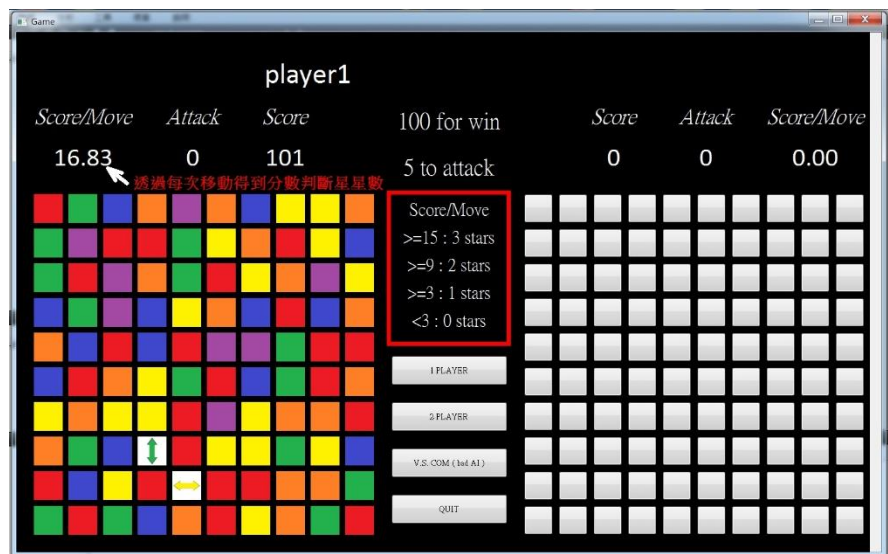 Game
player1
Score/Move Attack Score
16.83 0 101
透過每次移動得到分數判斷星星數
100 for win
5 to attack
Score/Move
>=15 : 3 stars
>=9 : 2 stars
>=3 : 1 stars
<3 : 0 stars
1 PLAYER
2 PLAYER
V.S. COM ( bad AI )
QUIT
Score Attack Score/Move
0 0 0.00